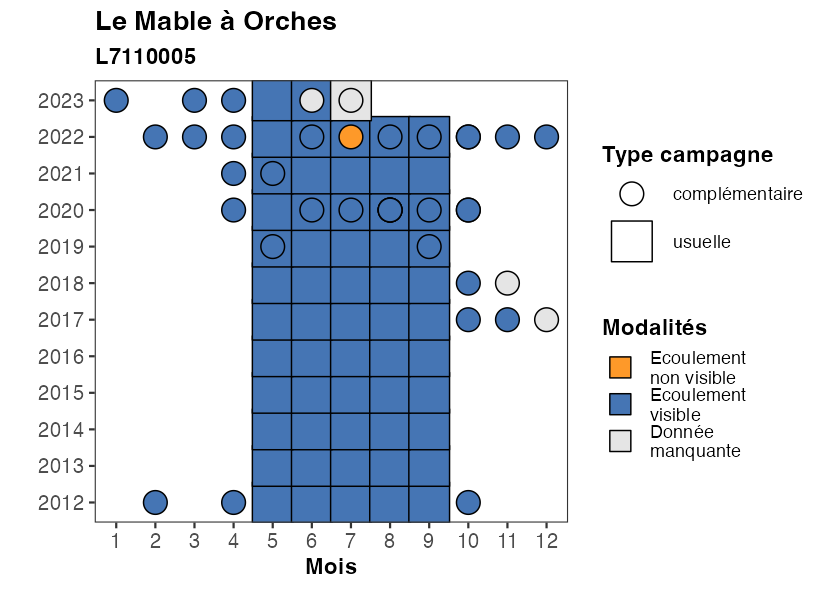 Le Mable à Orches
L7110005
2023
2022
2021
2020
2019
2018
2017
2016
2015
2014
2013
2012
1 2 3 4 5 6 7 8 9 10 11 12
Mois
Type campagne
complémentaire
usuelle
Modalités
Ecoulement
non visible
Ecoulement
visible
Donnée
manquante